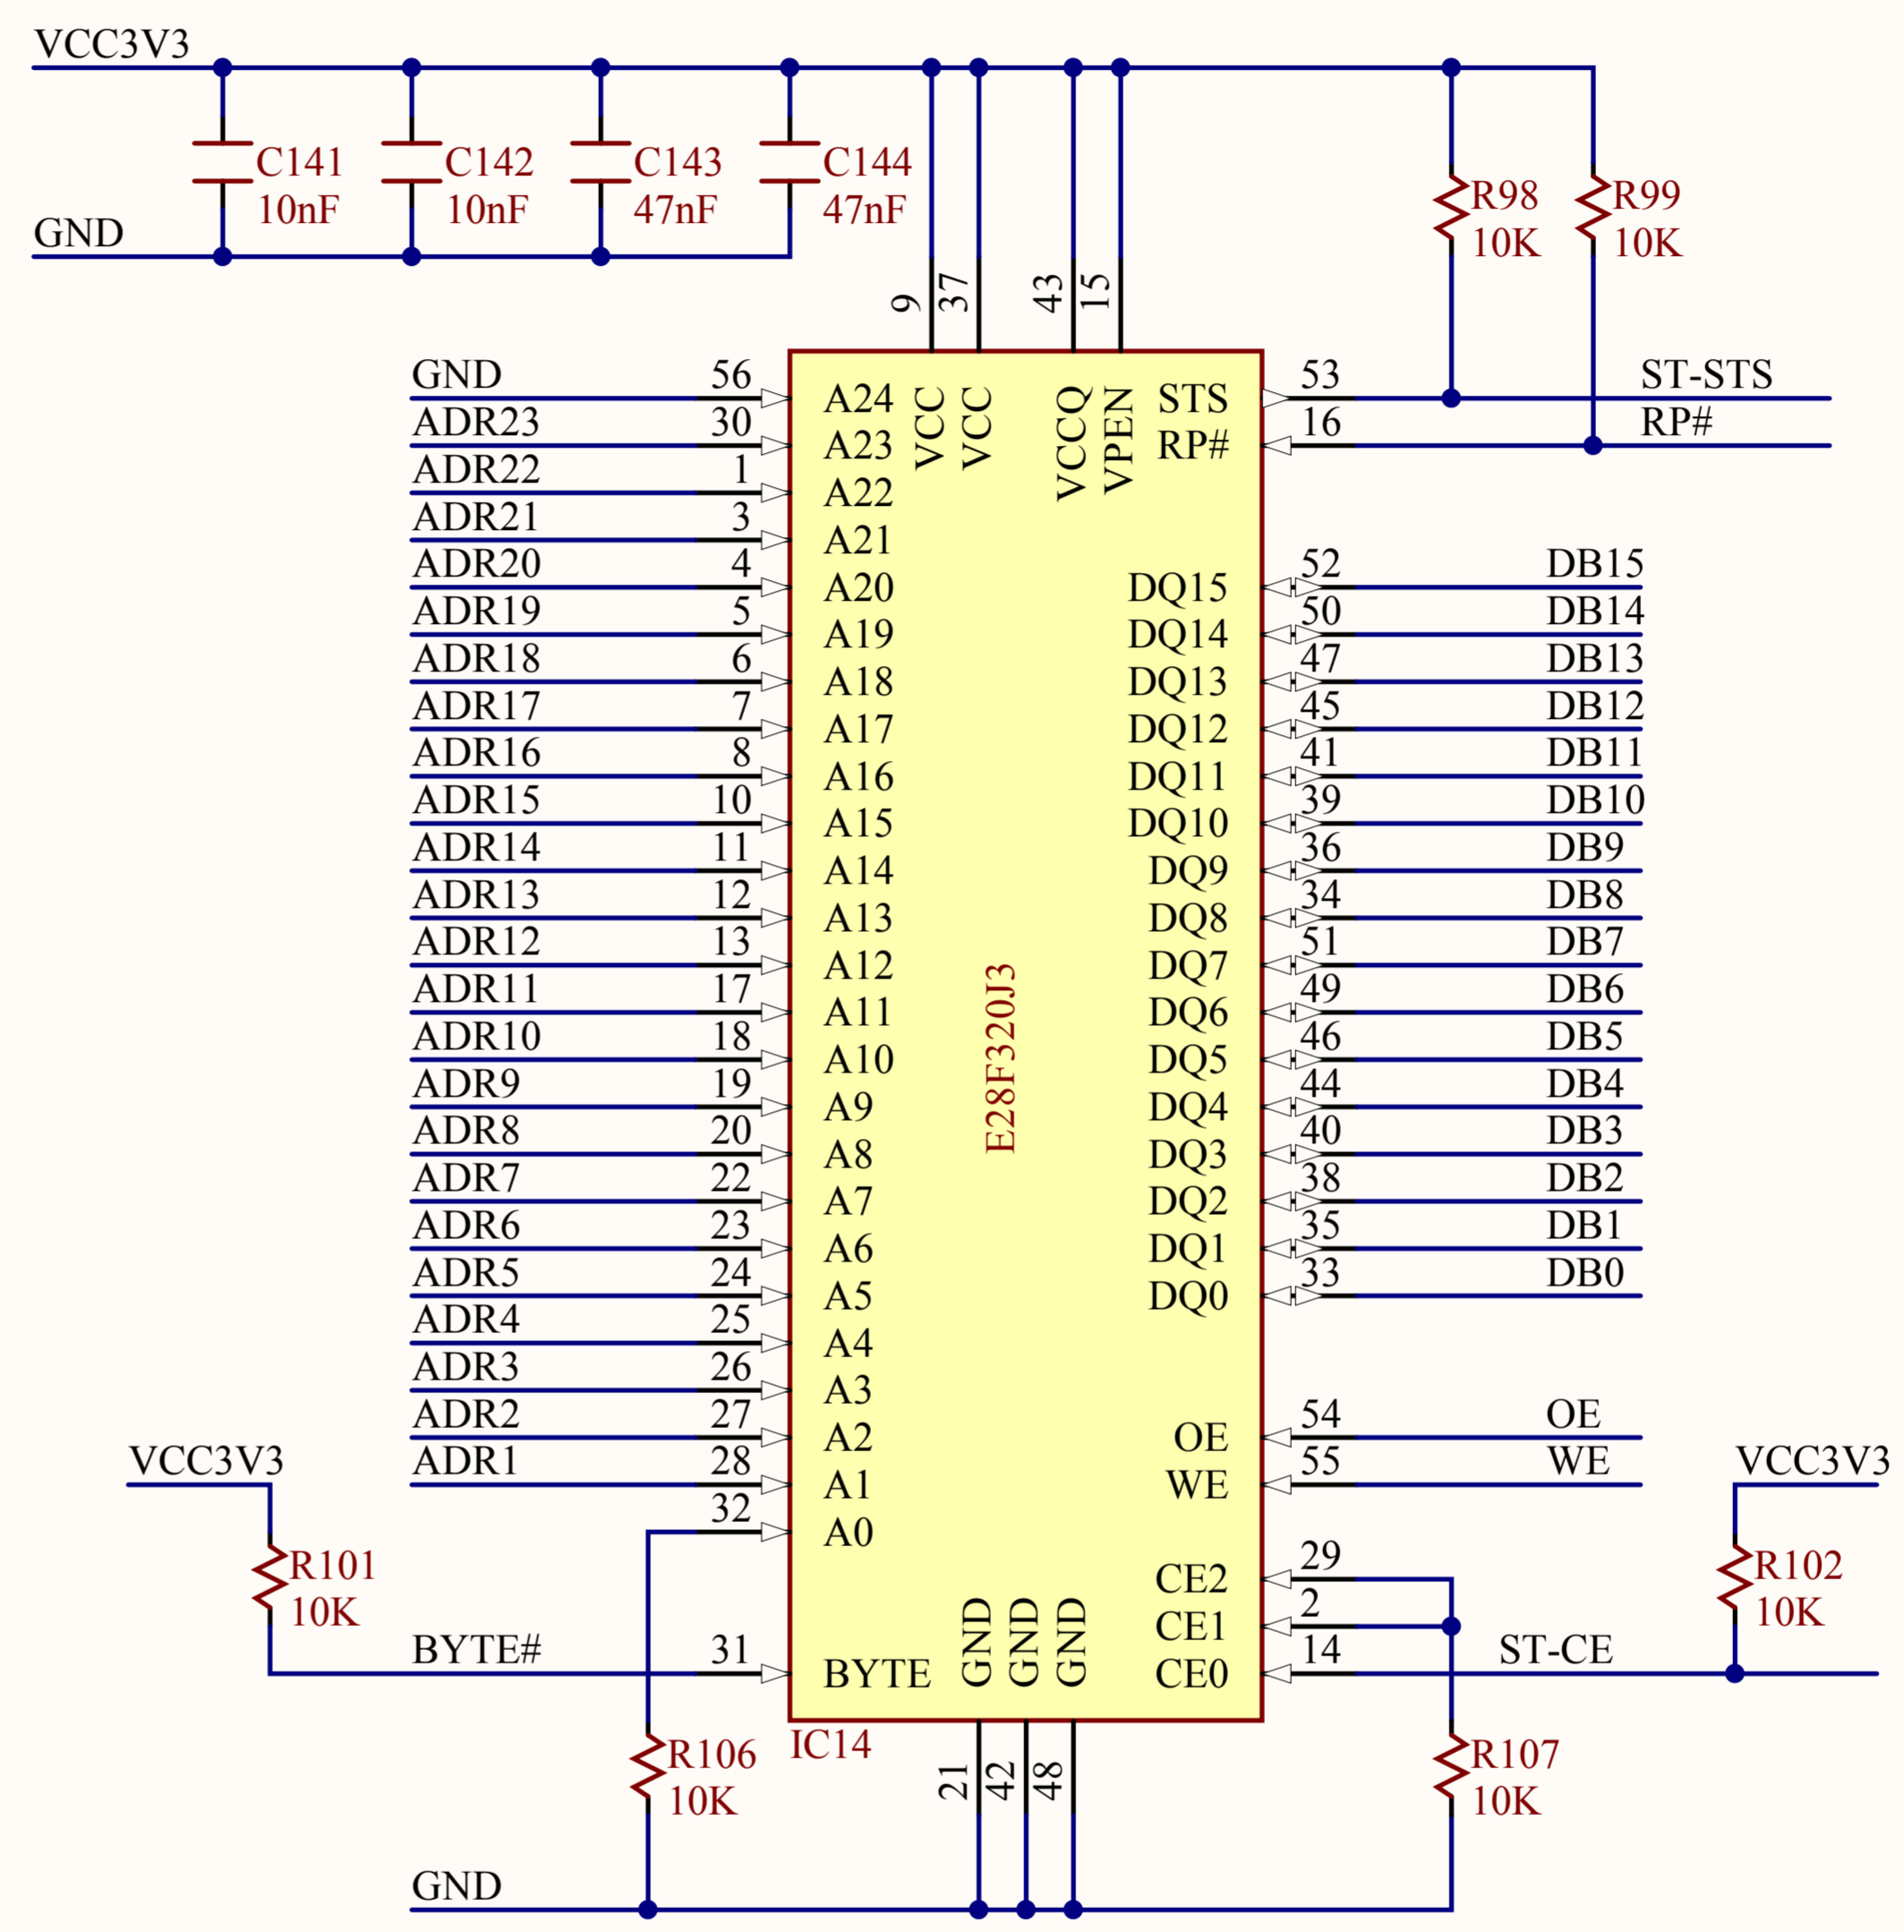 VCC3V3
C141
10nF
C142
10nF
C143
47nF
C144
47nF
R98
10K
R99
10K
GND
9
37
43
15
VCC
VCC
VCCQ
VPEN
GND 56 A24
ADR23 30 A23
ADR22 1 A22
ADR21 3 A21
ADR20 4 A20
ADR19 5 A19
ADR18 6 A18
ADR17 7 A17
ADR16 8 A16
ADR15 10 A15
ADR14 11 A14
ADR13 12 A13
ADR12 13 A12
ADR11 17 A11
ADR10 18 A10
ADR9 19 A9
ADR8 20 A8
ADR7 22 A7
ADR6 23 A6
ADR5 24 A5
ADR4 25 A4
ADR3 26 A3
ADR2 27 A2
ADR1 28 A1
32 A0
VCC3V3
R101
10K
BYTE# 31 BYTE
E28F320J3
STS 53 ST-STS
RP# 16 RP#
DQ15 52 DB15
DQ14 50 DB14
DQ13 47 DB13
DQ12 45 DB12
DQ11 41 DB11
DQ10 39 DB10
DQ9 36 DB9
DQ8 34 DB8
DQ7 51 DB7
DQ6 49 DB6
DQ5 46 DB5
DQ4 44 DB4
DQ3 40 DB3
DQ2 38 DB2
DQ1 35 DB1
DQ0 33 DB0
OE 54 OE
WE 55 WE
VCC3V3
R102
10K
CE2 29
CE1 2
CE0 14 ST-CE
GND
GND
GND
IC14
R106
10K
21
42
48
R107
10K
GND